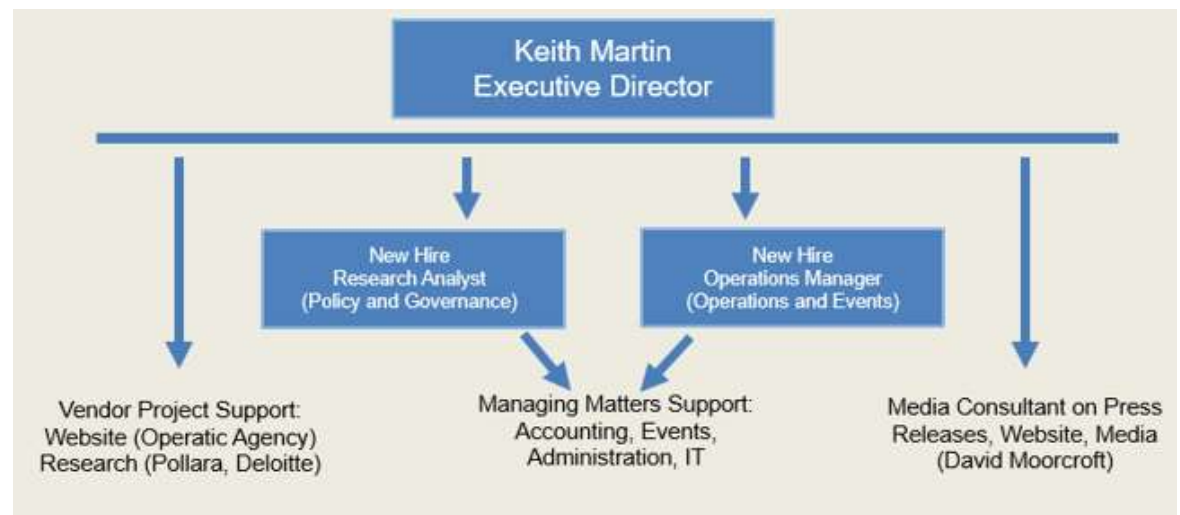 Keith Martin
Executive Director
New Hire
Research Analyst
(Policy and Governance)
New Hire
Operations Manager
(Operations and Events)
Vendor Project Support:
Website (Operatic Agency)
Research (Pollara, Deloitte)
Managing Matters Support:
Accounting, Events,
Administration, IT
Media Consultant on Press
Releases, Website, Media
(David Moorcroft)